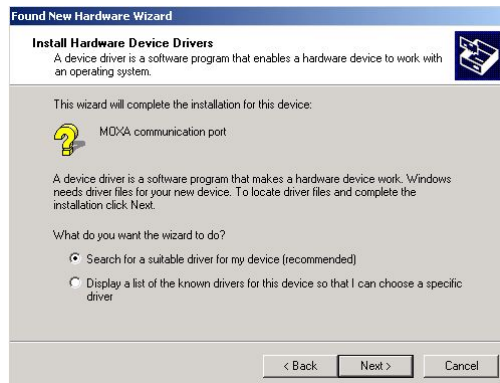 Found New Hardware Wizard
Install Hardware Device Drivers
A device driver is a software program that enables a hardware device to work with
an operating system.
This wizard will complete the installation for this device:
MOXA communication port
A device driver is a software program that makes a hardware device work. Windows
needs driver files for your new device. To locate driver files and complete the
installation click Next.
What do you want the wizard to do?
Search for a suitable driver for my device (recommended)
Display a list of the known drivers for this device so that I can choose a specific
driver
< Back Next > Cancel